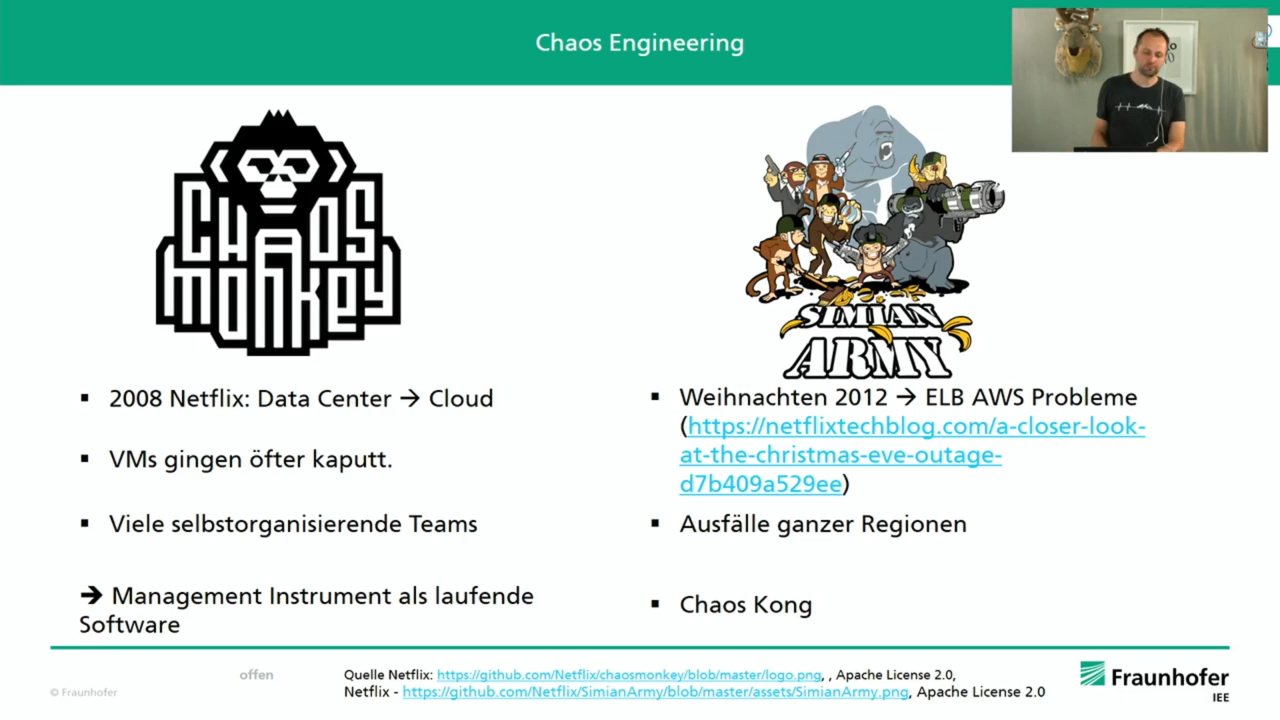 Chaos Engineering
CHAOS
monkey
SIMIAN
ARMY
▪ 2008 Netflix: Data Center → Cloud
▪ VMs gingen öfter kaputt.
▪ Viele selbstorganisierende Teams
➔ Management Instrument als laufende
Software
▪ Weihnachten 2012 → ELB AWS Probleme
(https://netflixtechblog.com/a-closer-look-
at-the-christmas-eve-outage-
d7b409a529ee)
▪ Ausfälle ganzer Regionen
▪ Chaos Kong
© Fraunhofer
offen
Quelle Netflix: https://github.com/Netflix/chaosmonkey/blob/master/logo.png, , Apache License 2.0,
Netflix - https://github.com/Netflix/SimianArmy/blob/master/assets/SimianArmy.png, Apache License 2.0
Fraunhofer
IEE